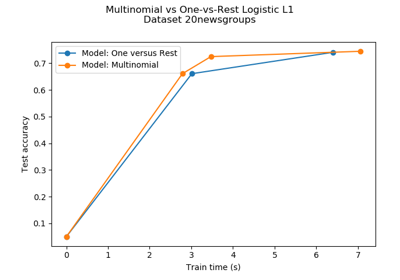 Multinomial vs One-vs-Rest Logistic L1
Dataset 20newsgroups
Model: One versus Rest
Model: Multinomial
Test accuracy
0.7
0.6
0.5
0.4
0.3
0.2
0.1
0 1 2 3 4 5 6 7
Train time (s)